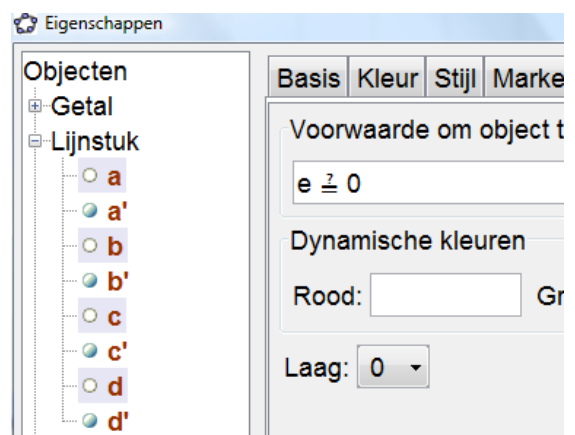 Eigenschappen
Objecten
Getal
Lijnstuk
a
a'
b
b'
c
c'
d
d'
Basis Kleur Stijl Marke
Voorwaarde om object t
e ≟ 0
Dynamische kleuren
Rood: Gr
Laag: 0